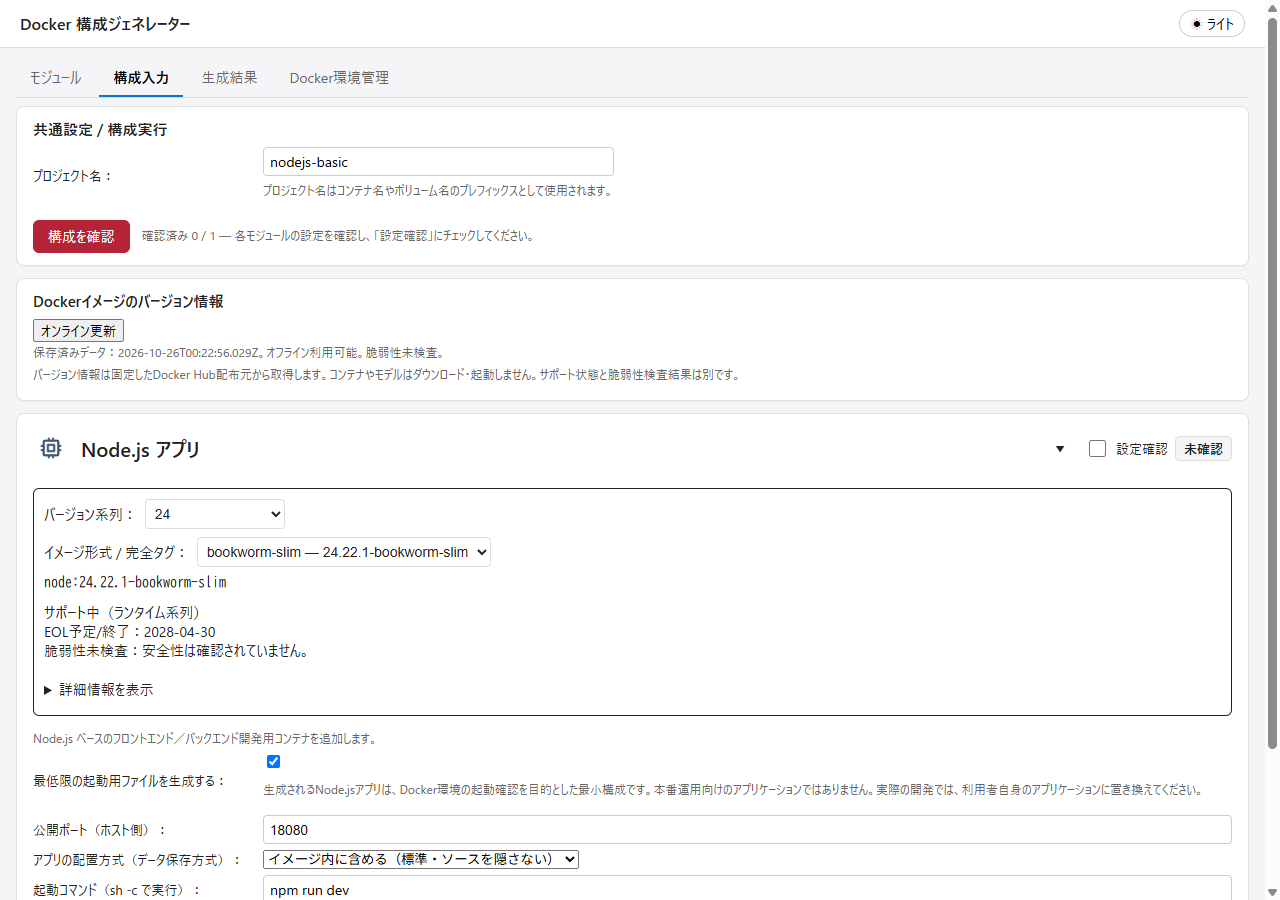 Docker 構成ジェネレーター
ライト
モジュール 構成入力 生成結果 Docker環境管理
共通設定 / 構成実行
プロジェクト名：
nodejs-basic
プロジェクト名はコンテナ名やボリューム名のプレフィックスとして使用されます。
構成を確認 確認済み 0 / 1 — 各モジュールの設定を確認し、「設定確認」にチェックしてください。
Dockerイメージのバージョン情報
オンライン更新
保存済みデータ：2026-10-26T00:22:56.029Z。オフライン利用可能。脆弱性未検査。
バージョン情報は固定したDocker Hub配布元から取得します。コンテナやモデルはダウンロード・起動しません。サポート状態と脆弱性検査結果は別です。
Node.js アプリ ▼ 設定確認 未確認
バージョン系列： 24
イメージ形式 / 完全タグ： bookworm-slim — 24.22.1-bookworm-slim
node:24.22.1-bookworm-slim
サポート中（ランタイム系列）
EOL予定/終了：2028-04-30
脆弱性未検査：安全性は確認されていません。
▶ 詳細情報を表示
Node.js ベースのフロントエンド／バックエンド開発用コンテナを追加します。
最低限の起動用ファイルを生成する：
生成されるNode.jsアプリは、Docker環境の起動確認を目的とした最小構成です。本番運用向けのアプリケーションではありません。実際の開発では、利用者自身のアプリケーションに置き換えてください。
公開ポート（ホスト側）： 18080
アプリの配置方式（データ保存方式）： イメージ内に含める（標準・ソースを隠さない）
起動コマンド（sh -c で実行）： npm run dev